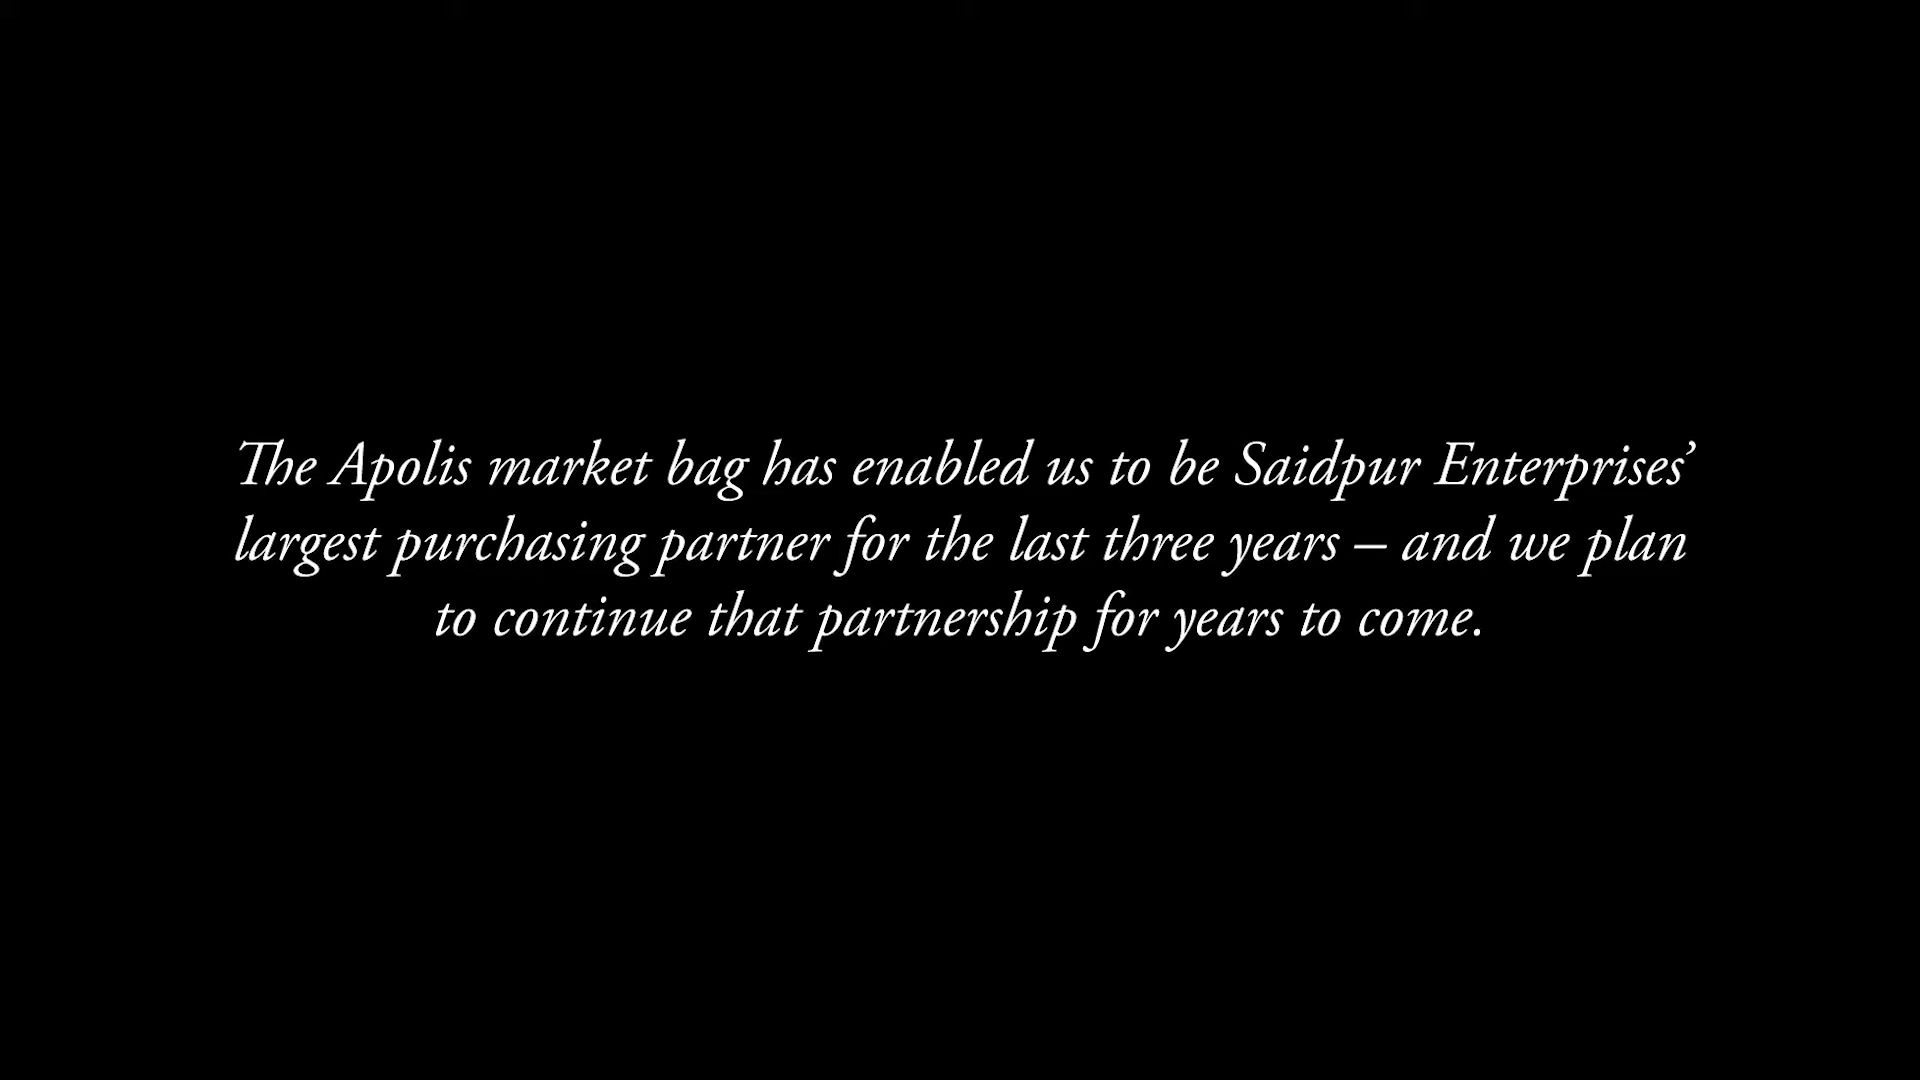 The Apolis market bag has enabled us to be Saidpur Enterprises’
largest purchasing partner for the last three years – and we plan
to continue that partnership for years to come.